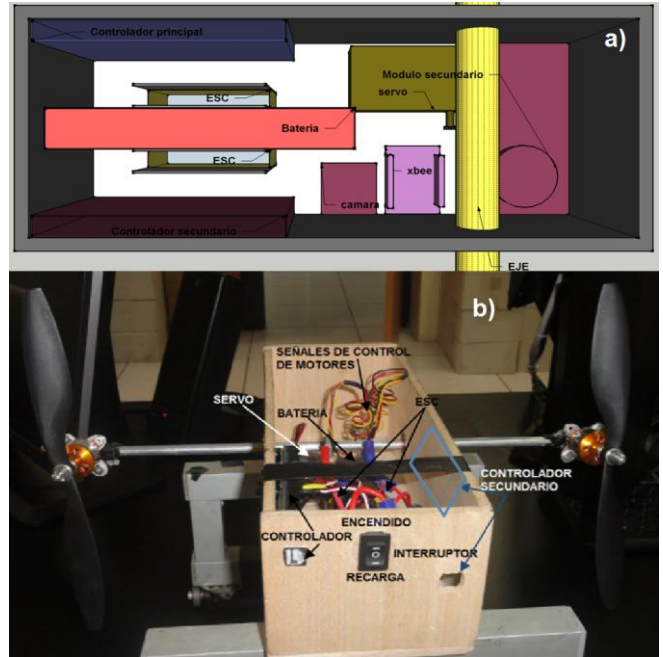 a)
Controlador principal
Modulo secundario
ESC
servo
Bateria
ESC
xbee
camara
Controlador secundario
EJE
b)
SEÑALES DE CONTROL
DE MOTORES
SERVO
BATERIA
ESC
CONTROLADOR
SECUNDARIO
ENCENDIDO
CONTROLADOR
INTERRUPTOR
RECARGA